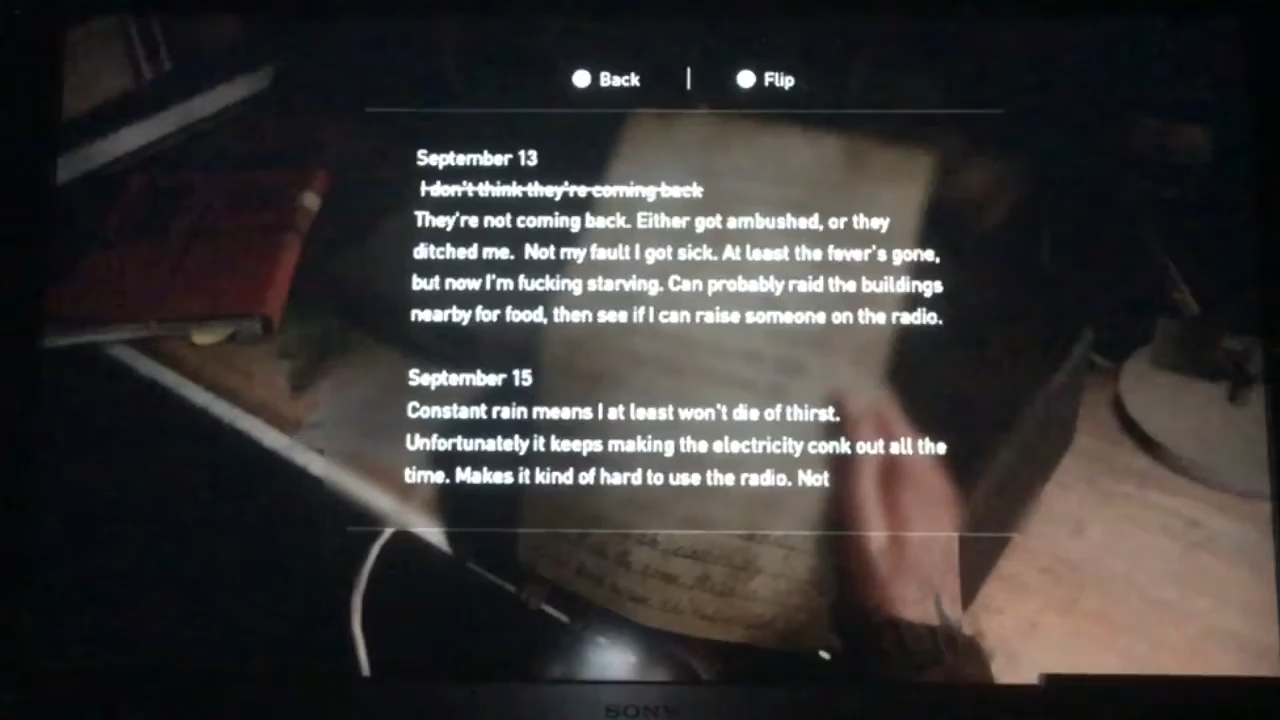 Back | Flip
September 13
I don't think they're coming back
They're not coming back. Either got ambushed, or they
ditched me. Not my fault I got sick. At least the fever's gone,
but now I'm fucking starving. Can probably raid the buildings
nearby for food, then see if I can raise someone on the radio.
September 15
Constant rain means I at least won't die of thirst.
Unfortunately it keeps making the electricity conk out all the
time. Makes it kind of hard to use the radio. Not
SONY